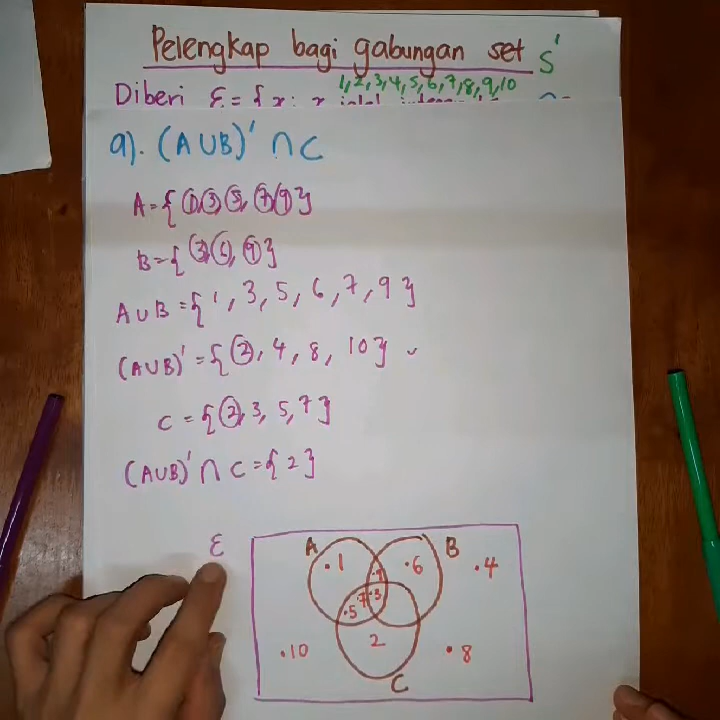 Pelengkap bagi gabungan set S'
1,2,3,4,5,6,7,8,9,10
Diberi Ɛ = { x : x
a). (A∪B)' ∩ C
A = {1, 3, 5, 7, 9}
B = {3, 6, 9}
A∪B = {1, 3, 5, 6, 7, 9}
(A∪B)' = {2, 4, 8, 10}
C = {2, 3, 5, 7}
(A∪B)' ∩ C = {2}
Ɛ
A B
.1 .6 .4
.5 .7 .3
2
.10 .8
C